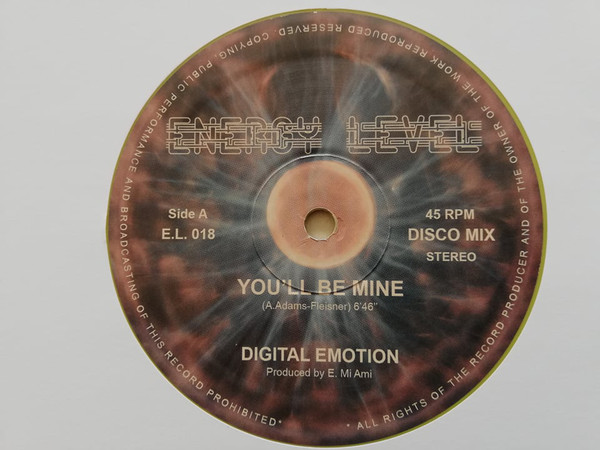 ENERGY LEVEL
Side A
E.L. 018
45 RPM
DISCO MIX
STEREO
YOU'LL BE MINE
(A.Adams-Fleisner) 6'46"
DIGITAL EMOTION
Produced by E. Mi Ami
* ALL RIGHTS OF THE RECORD PRODUCER AND OF THE OWNER OF THE WORK REPRODUCED RESERVED. COPYING, PUBLIC PERFORMANCE AND BROADCASTING OF THIS RECORD PROHIBITED *